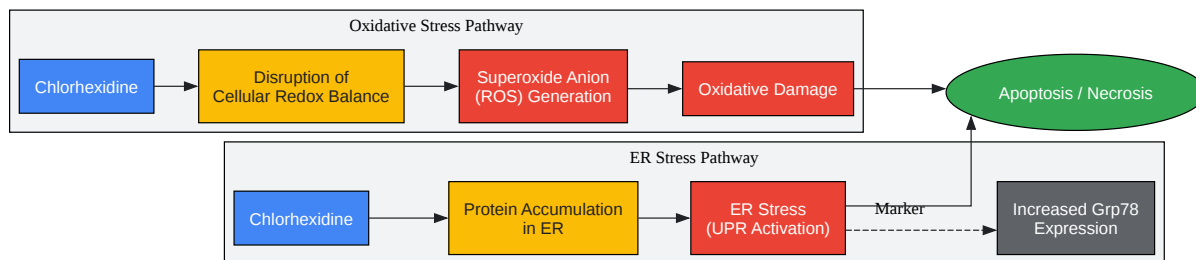 Oxidative Stress Pathway
Chlorhexidine
Disruption of
Cellular Redox Balance
Superoxide Anion
(ROS) Generation
Oxidative Damage
Apoptosis / Necrosis
ER Stress Pathway
Chlorhexidine
Protein Accumulation
in ER
ER Stress
(UPR Activation)
Marker
Increased Grp78
Expression